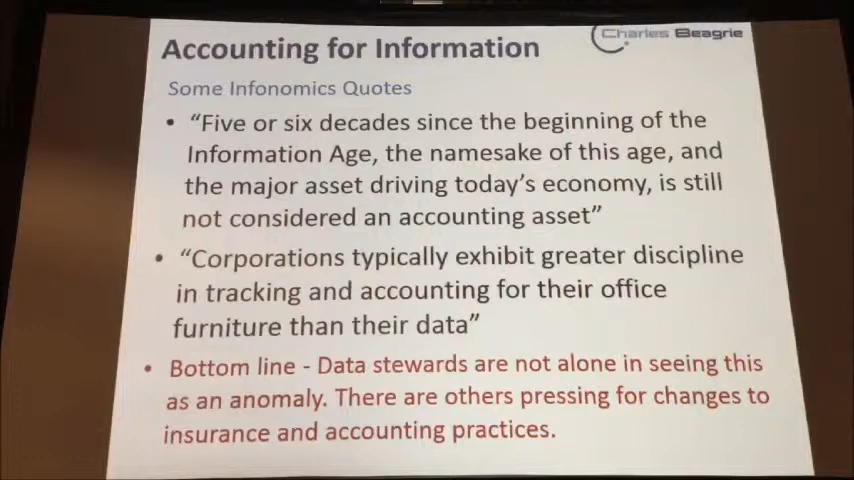 Accounting for Information
Charles Beagrie
Some Infonomics Quotes
• “Five or six decades since the beginning of the
Information Age, the namesake of this age, and
the major asset driving today’s economy, is still
not considered an accounting asset”
• “Corporations typically exhibit greater discipline
in tracking and accounting for their office
furniture than their data”
• Bottom line - Data stewards are not alone in seeing this
as an anomaly. There are others pressing for changes to
insurance and accounting practices.